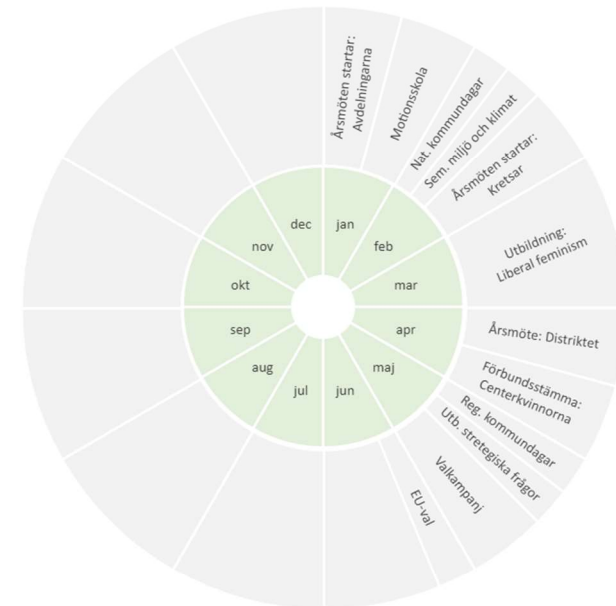 Årsmöten startar:
Avdelningarna
Motionsskola
Nat. kommundagar
Sem. miljö och klimat
Årsmöten startar:
Kretsar
Utbildning:
Liberal feminism
Årsmöte: Distriktet
Förbundsstämma:
Centerkvinnorna
Reg. kommundagar
Utb. stretegiska frågor
Valkampanj
EU-val
jan
feb
mar
apr
maj
jun
jul
aug
sep
okt
nov
dec